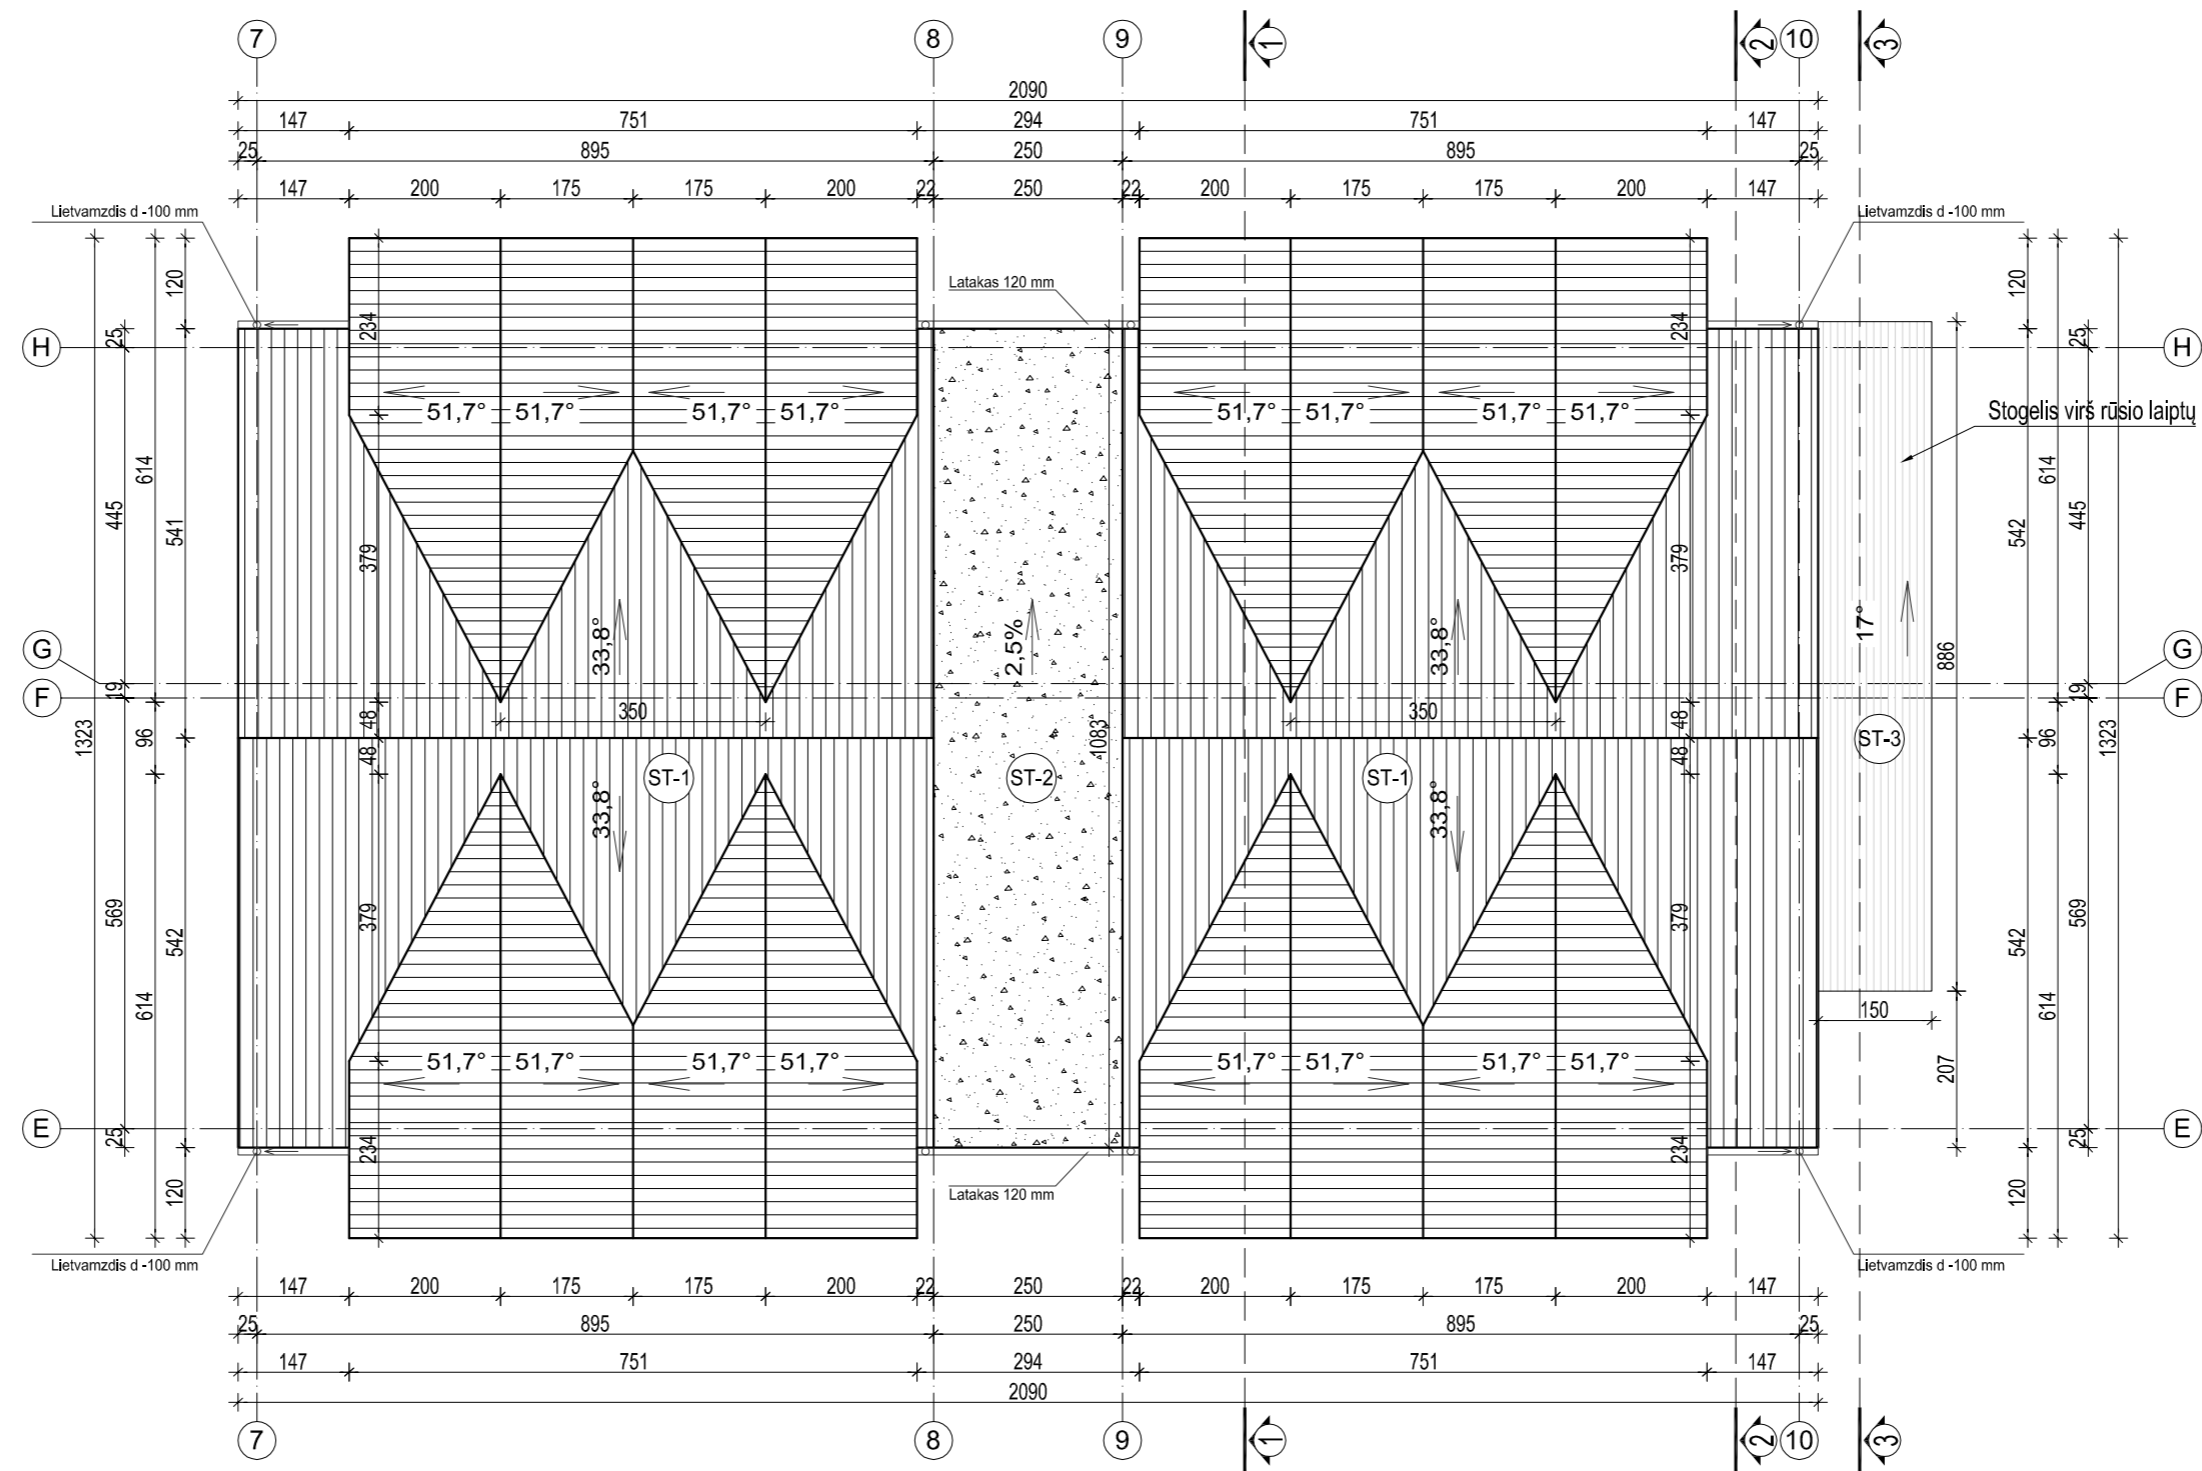 7 8 9 1 2 10 3
2090
147 751 294 751 147
25 895 250 895 25
147 200 175 175 200 22 250 22 200 175 175 200 147
Lietvamzdis d -100 mm
Lietvamzdis d -100 mm
120 120
Latakas 120 mm
234 234
25 25
H H
51,7° 51,7° 51,7° 51,7° 51,7° 51,7° 51,7° 51,7°
Stogelis virš rūsio laiptų
445 614 541 542 614 445
379 379
33,8° 2,5% 33,8° 17°
886
G G
19 19
F F
48 350 350 48
1323 96 1083 96 1323
48 48
ST-1 ST-2 ST-1 ST-3
33,8° 33,8°
569 542 379 379 542 569
614 614
150
207
51,7° 51,7° 51,7° 51,7° 51,7° 51,7° 51,7° 51,7°
E E
25 25
234 234
120 120
Latakas 120 mm
Lietvamzdis d -100 mm
Lietvamzdis d -100 mm
147 200 175 175 200 22 250 22 200 175 175 200 147
25 895 250 895 25
147 751 294 751 147
2090
7 8 9 1 2 10 3